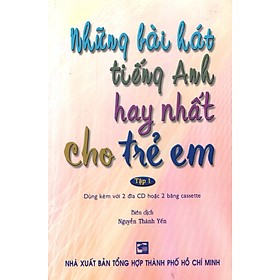 Những bài hát
tiếng Anh
hay nhất
cho trẻ em
Tập 1
Dùng kèm với 2 đĩa CD hoặc 2 băng cassette
Biên dịch
Nguyễn Thành Yến
NHÀ XUẤT BẢN TỔNG HỢP THÀNH PHỐ HỒ CHÍ MINH